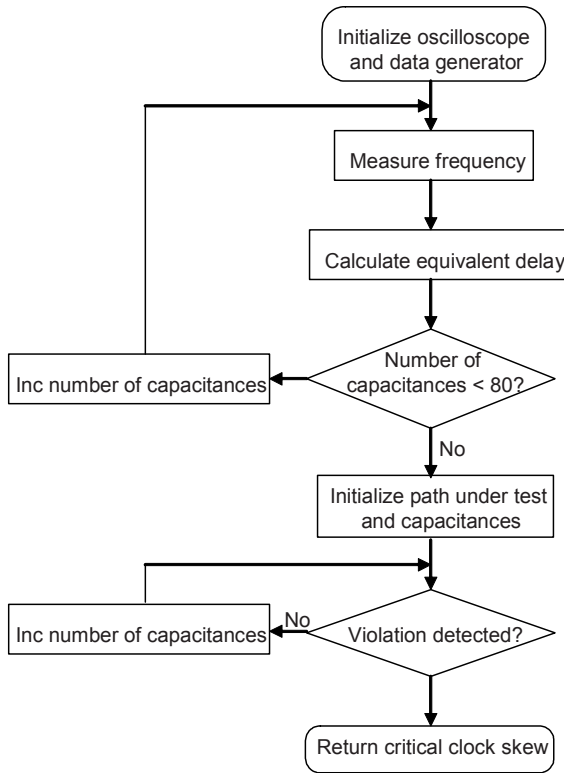 Initialize oscilloscope
and data generator
Measure frequency
Calculate equivalent delay
Number of
capacitances < 80?
Inc number of capacitances
No
Initialize path under test
and capacitances
Violation detected?
No
Inc number of capacitances
Return critical clock skew